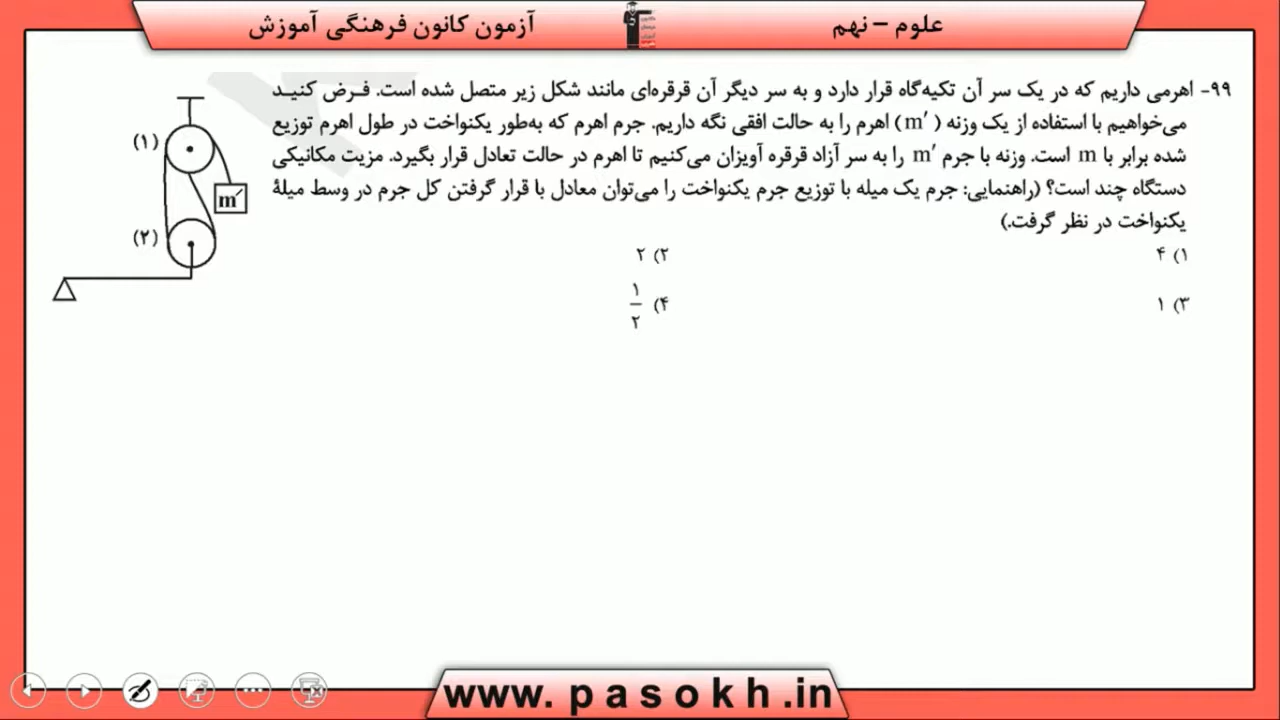 علوم – نهم
آزمون کانون فرهنگی آموزش
۹۹- اهرمی داریم که در یک سر آن تکیه‌گاه قرار دارد و به سر دیگر آن قرقره‌ای مانند شکل زیر متصل شده است. فرض کنید
می‌خواهیم با استفاده از یک وزنه (m′) اهرم را به حالت افقی نگه داریم. جرم اهرم که به‌طور یکنواخت در طول اهرم توزیع
شده برابر با m است. وزنه با جرم m′ را به سر آزاد قرقره آویزان می‌کنیم تا اهرم در حالت تعادل قرار بگیرد. مزیت مکانیکی
دستگاه چند است؟ (راهنمایی: جرم یک میله با توزیع جرم یکنواخت را می‌توان معادل با قرار گرفتن کل جرم در وسط میلهٔ
یکنواخت در نظر گرفت.)
۱) ۴
۲) ۲
۳) ۱
۴) ۱/۲
(۱)
m′
(۲)
www. p a s o k h .in